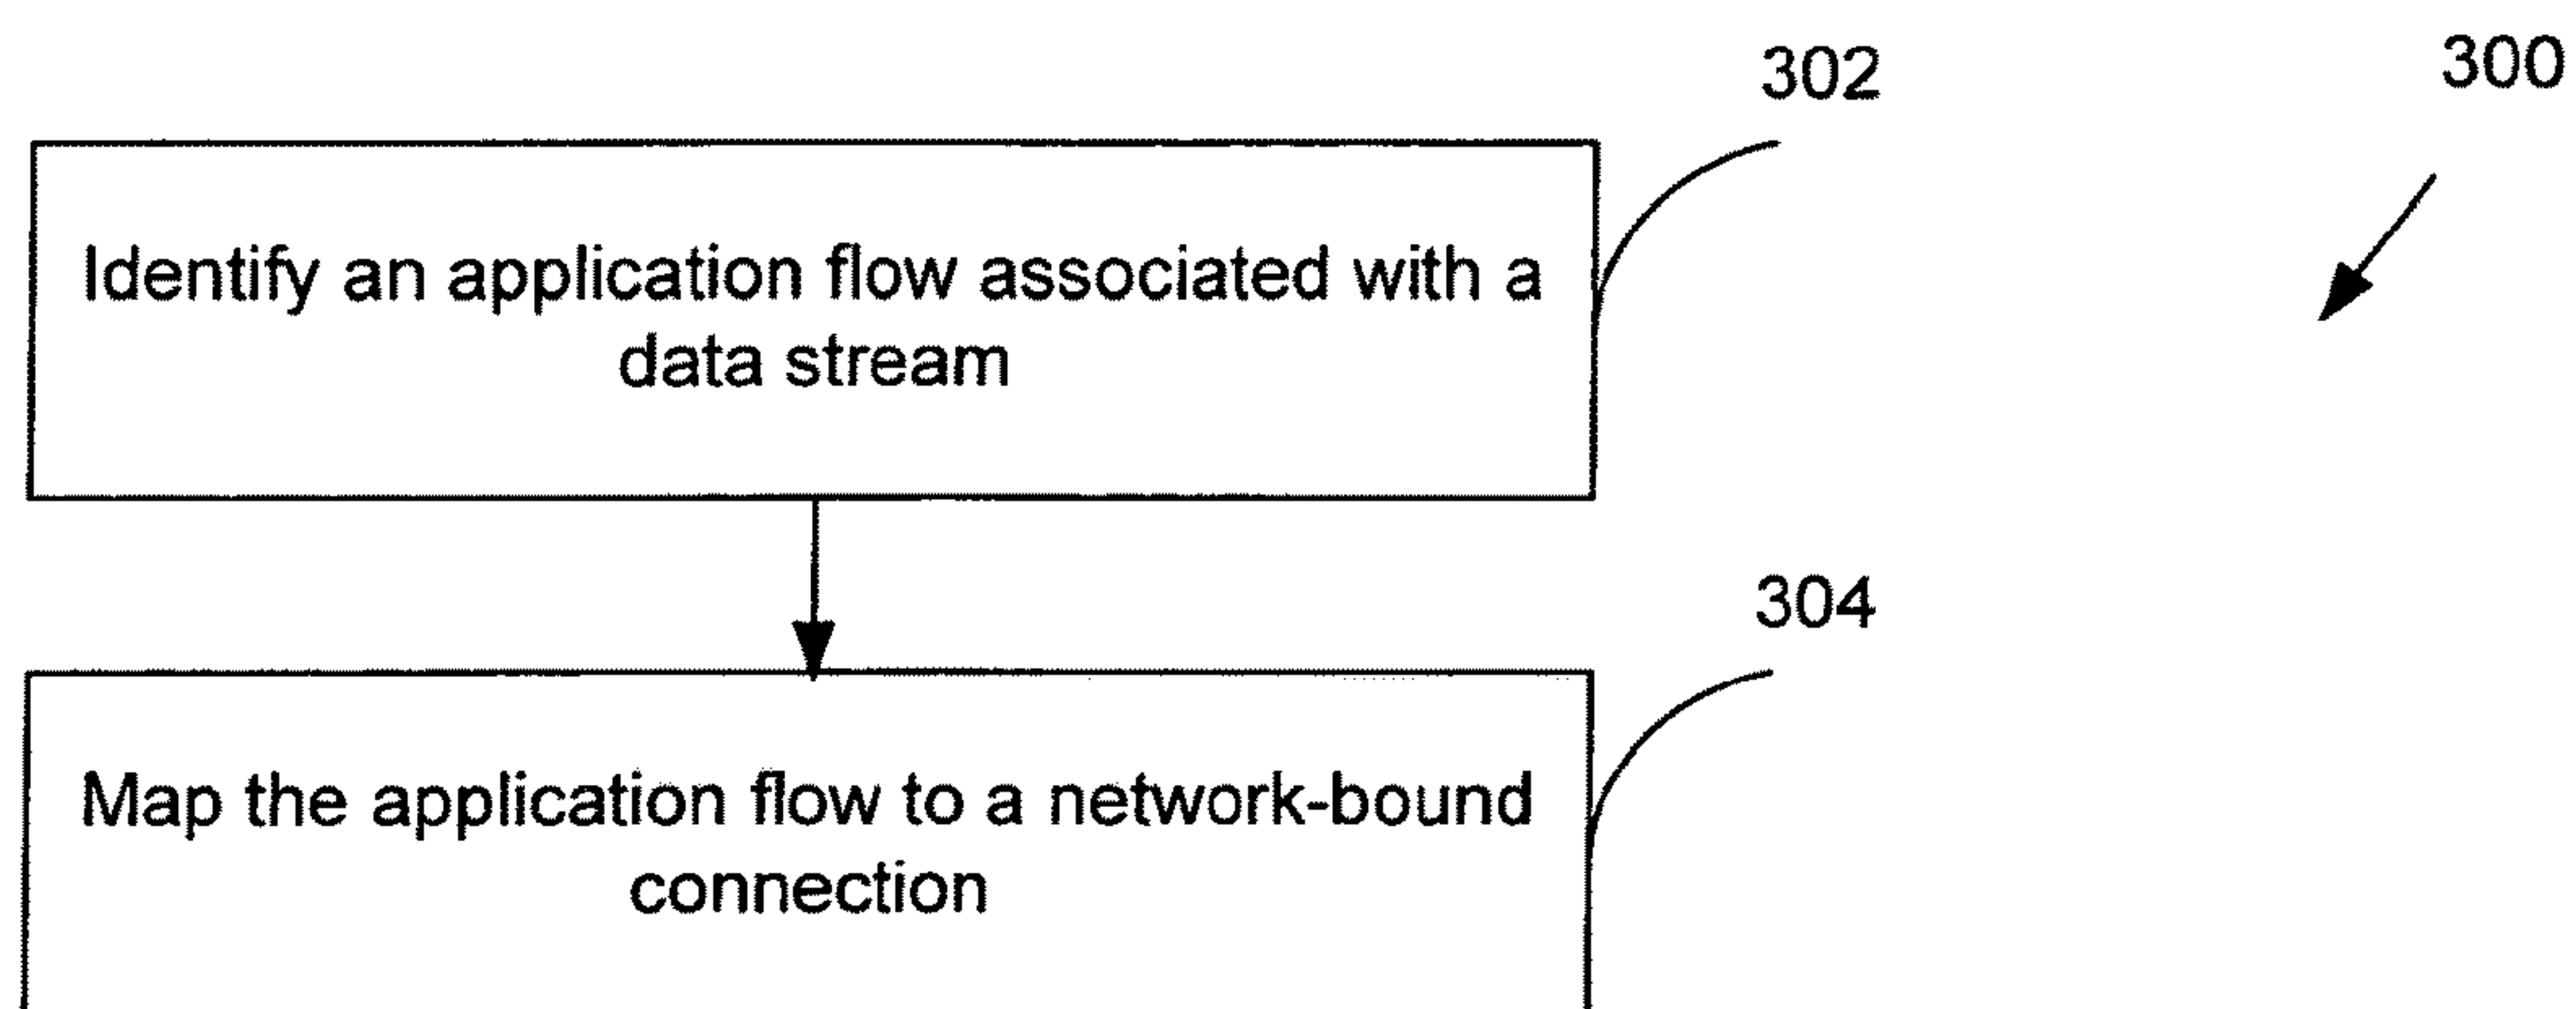 302
300
Identify an application flow associated with a
data stream
304
Map the application flow to a network-bound
connection